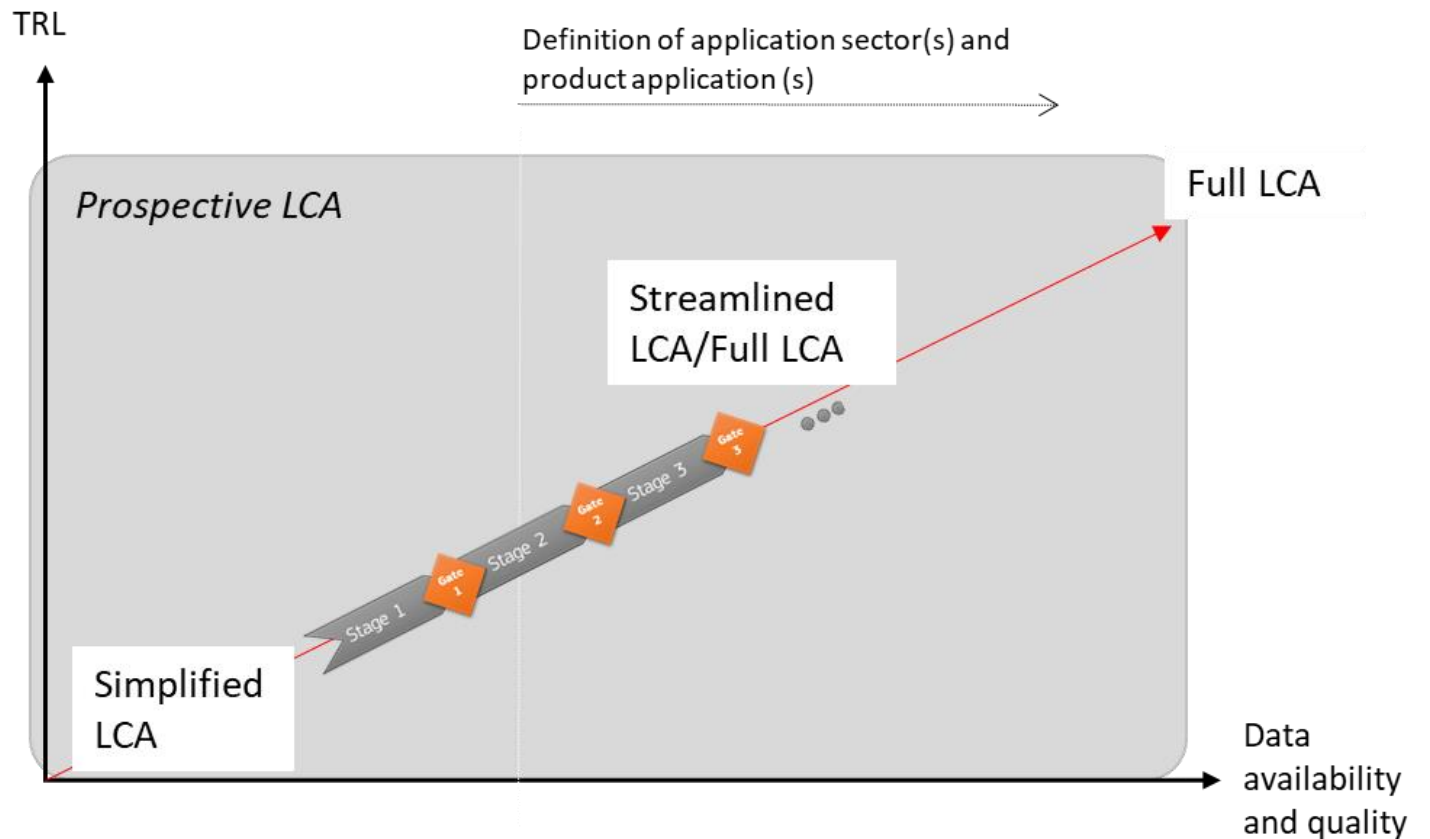 TRL
Definition of application sector(s) and
product application (s)
Prospective LCA
Full LCA
Streamlined
LCA/Full LCA
Gate
3
Stage 3
Gate
2
Stage 2
Gate
1
Stage 1
Simplified
LCA
Data
availability
and quality